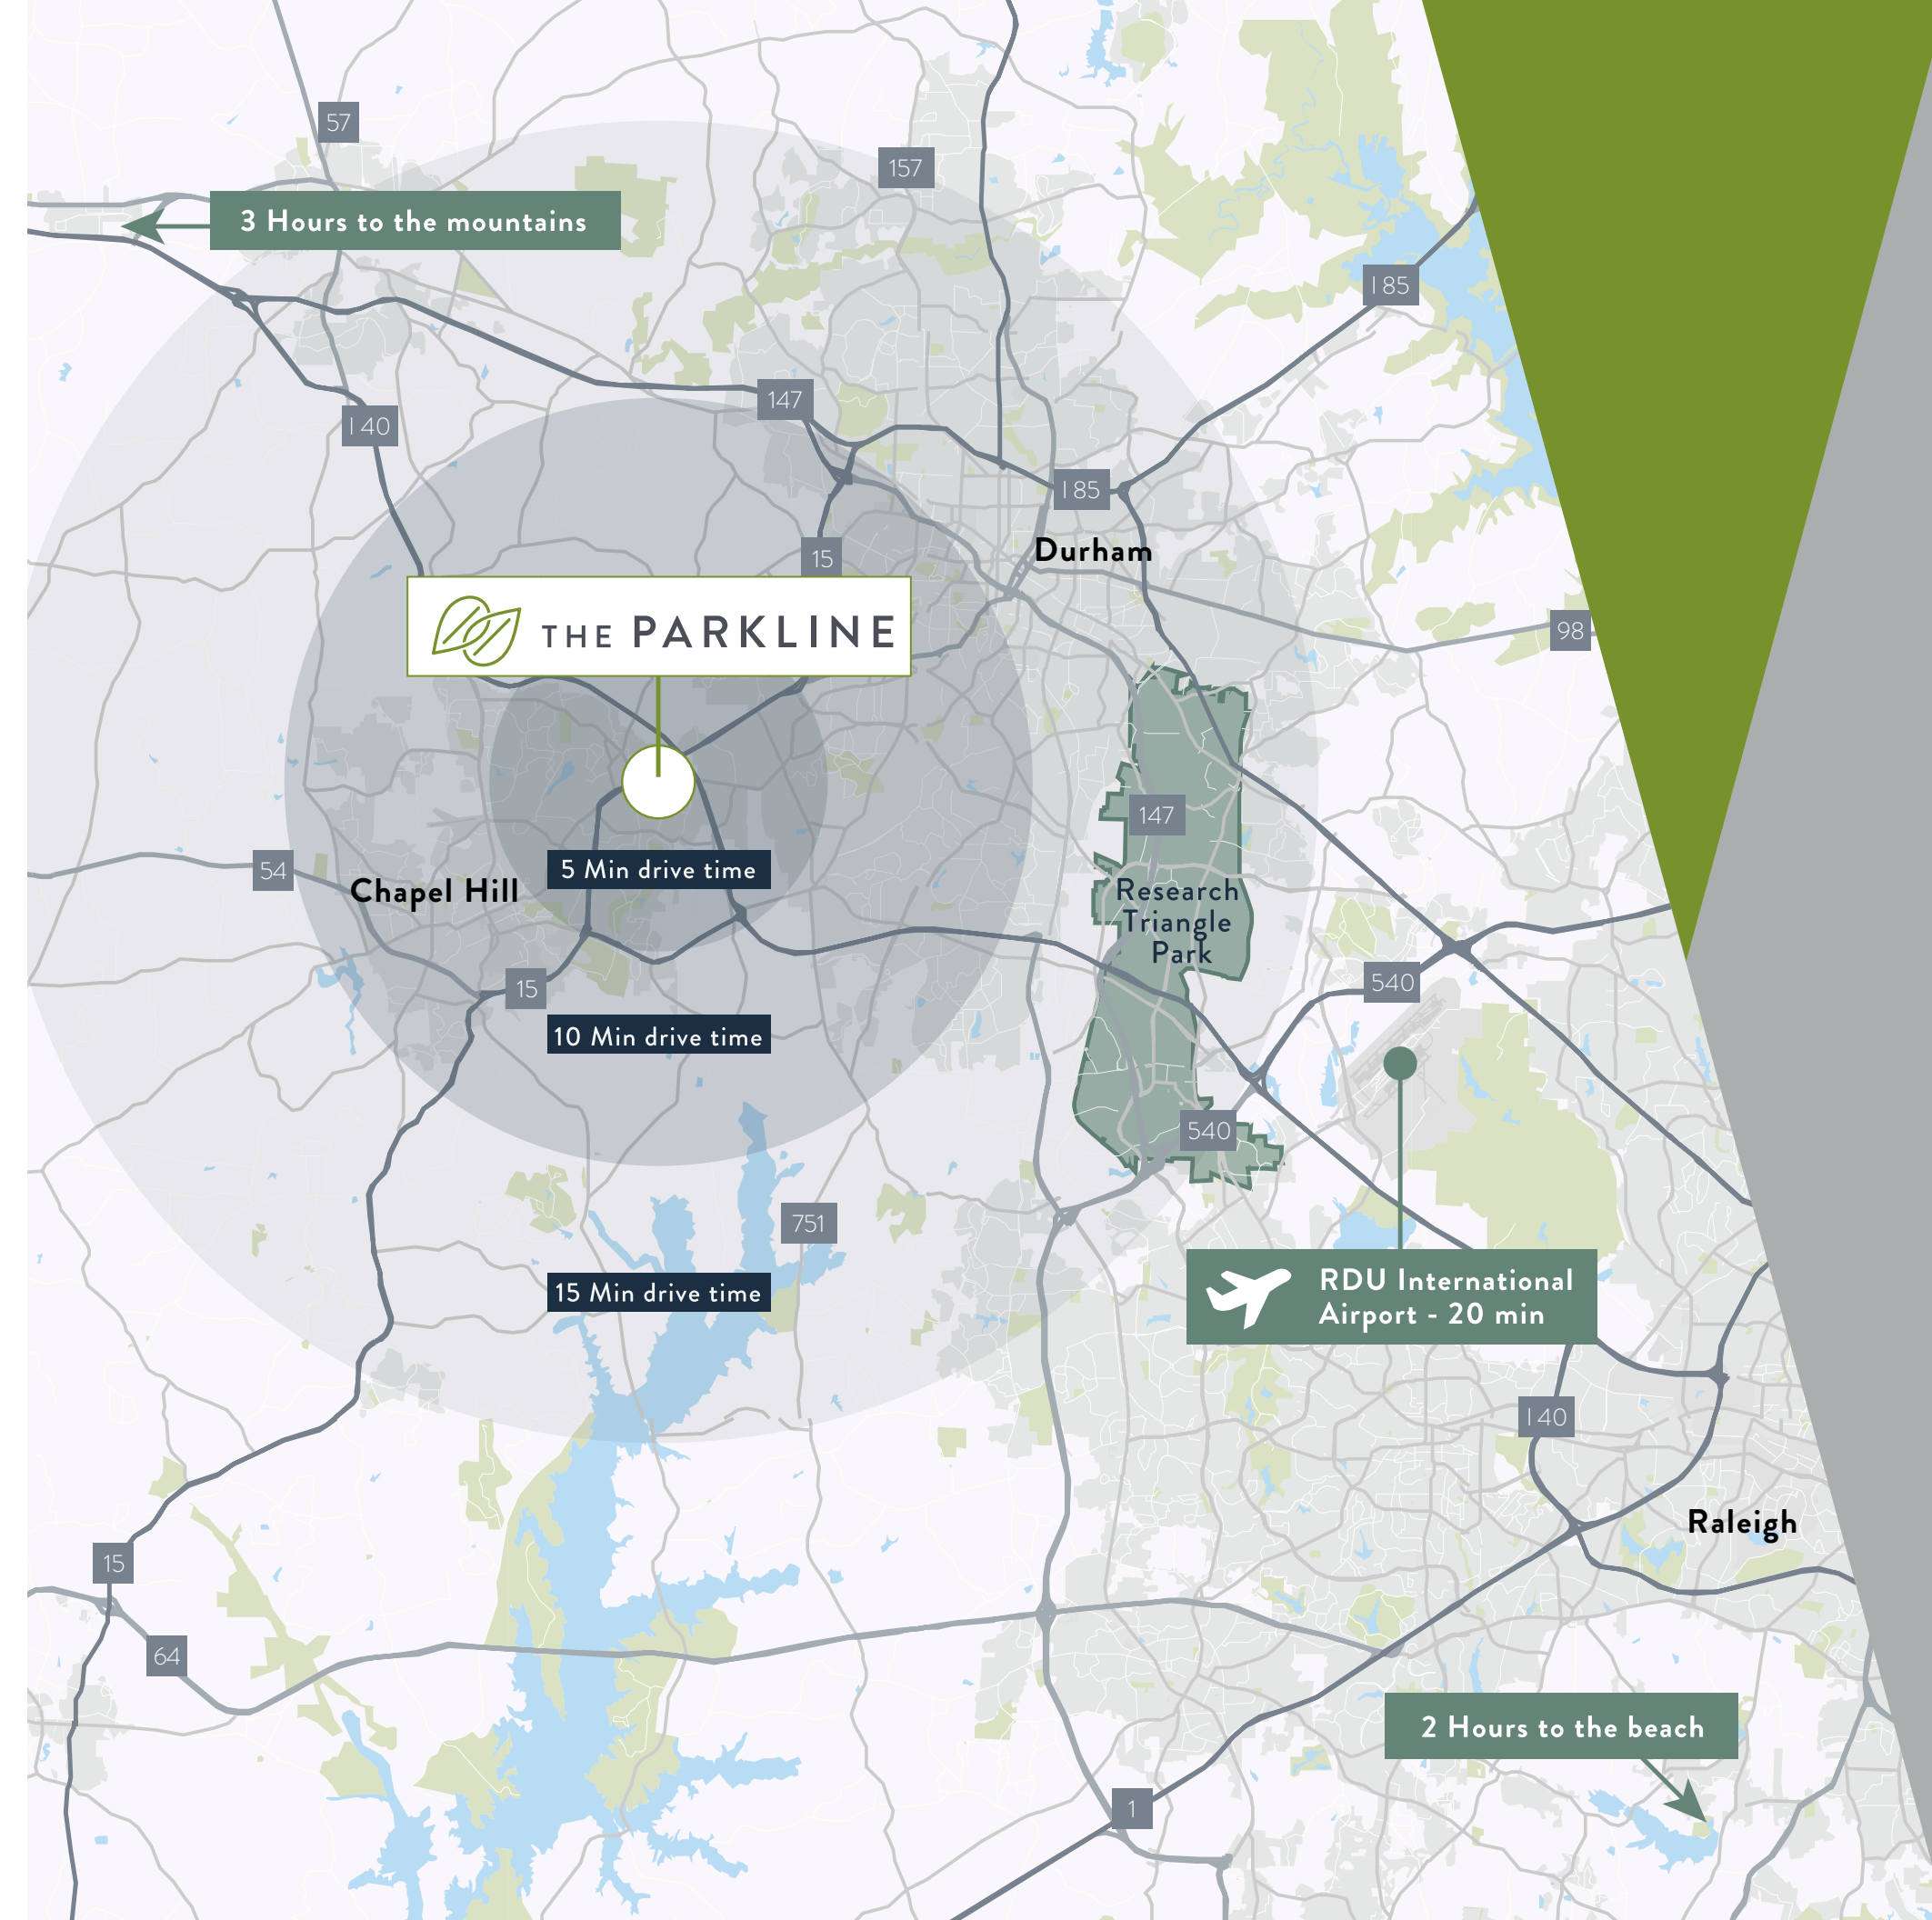 57
157
3 Hours to the mountains
I 85
147
I 40
I 85
Durham
15
THE PARKLINE
98
147
54
5 Min drive time
Chapel Hill
Research
Triangle
Park
15
540
10 Min drive time
540
751
15 Min drive time
RDU International
Airport - 20 min
I 40
Raleigh
15
64
2 Hours to the beach
1